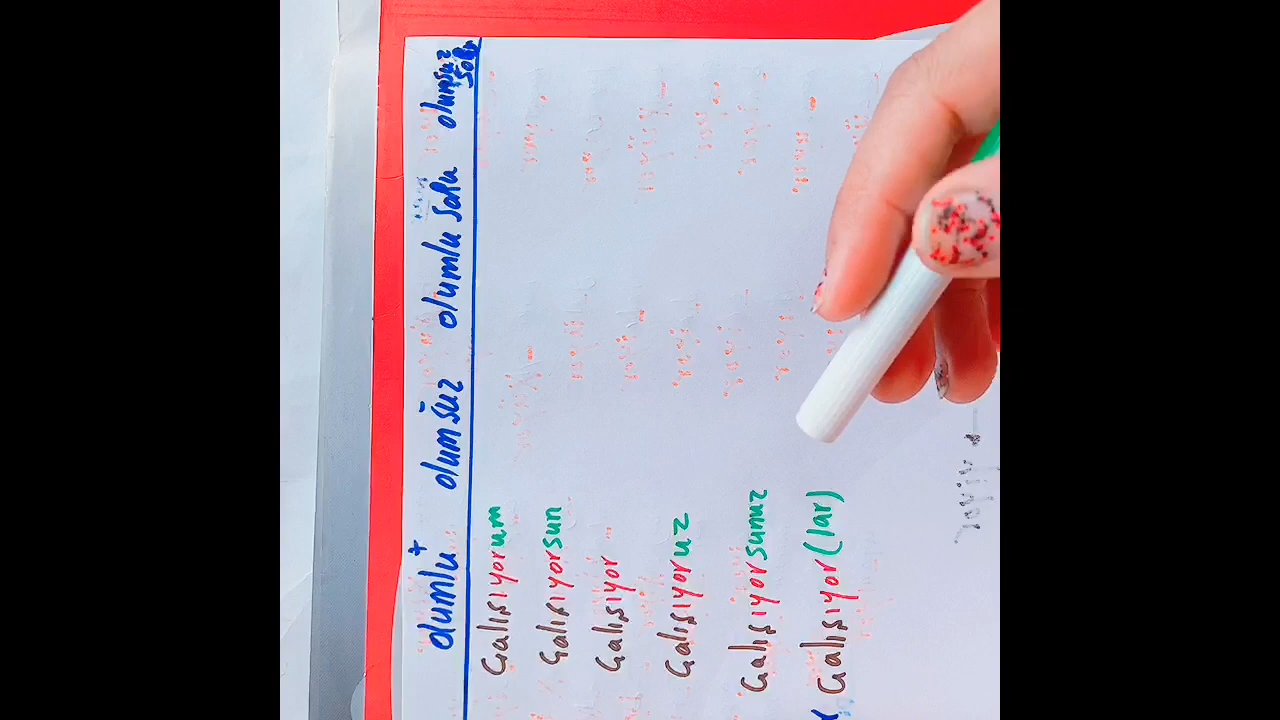 olumlu + olumsuz - olumlu soru olumsuz soru
çalışıyorum
çalışıyorsun
çalışıyor
çalışıyoruz
çalışıyorsunuz
çalışıyor(lar)